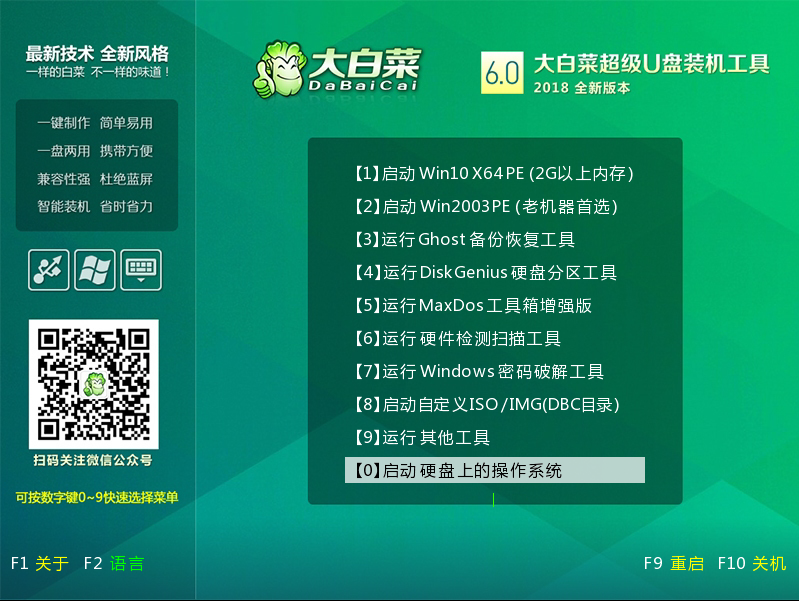 最新技术 全新风格
一样的白菜 不一样的味道！
大白菜
DaBaiCai
6.0
大白菜超级U盘装机工具
2018 全新版本
一键制作 简单易用
一盘两用 携带方便
兼容性强 杜绝蓝屏
智能装机 省时省力
【1】启动 Win10 X64 PE (2G以上内存)
【2】启动 Win2003PE (老机器首选)
【3】运行 Ghost 备份恢复工具
【4】运行 DiskGenius 硬盘分区工具
【5】运行 MaxDos 工具箱增强版
【6】运行 硬件检测扫描工具
【7】运行 Windows 密码破解工具
【8】启动自定义ISO/IMG(DBC目录)
【9】运行 其他工具
【0】启动 硬盘上的操作系统
扫码关注微信公众号
可按数字键0~9快速选择菜单
F1 关于 F2 语言
F9 重启 F10 关机